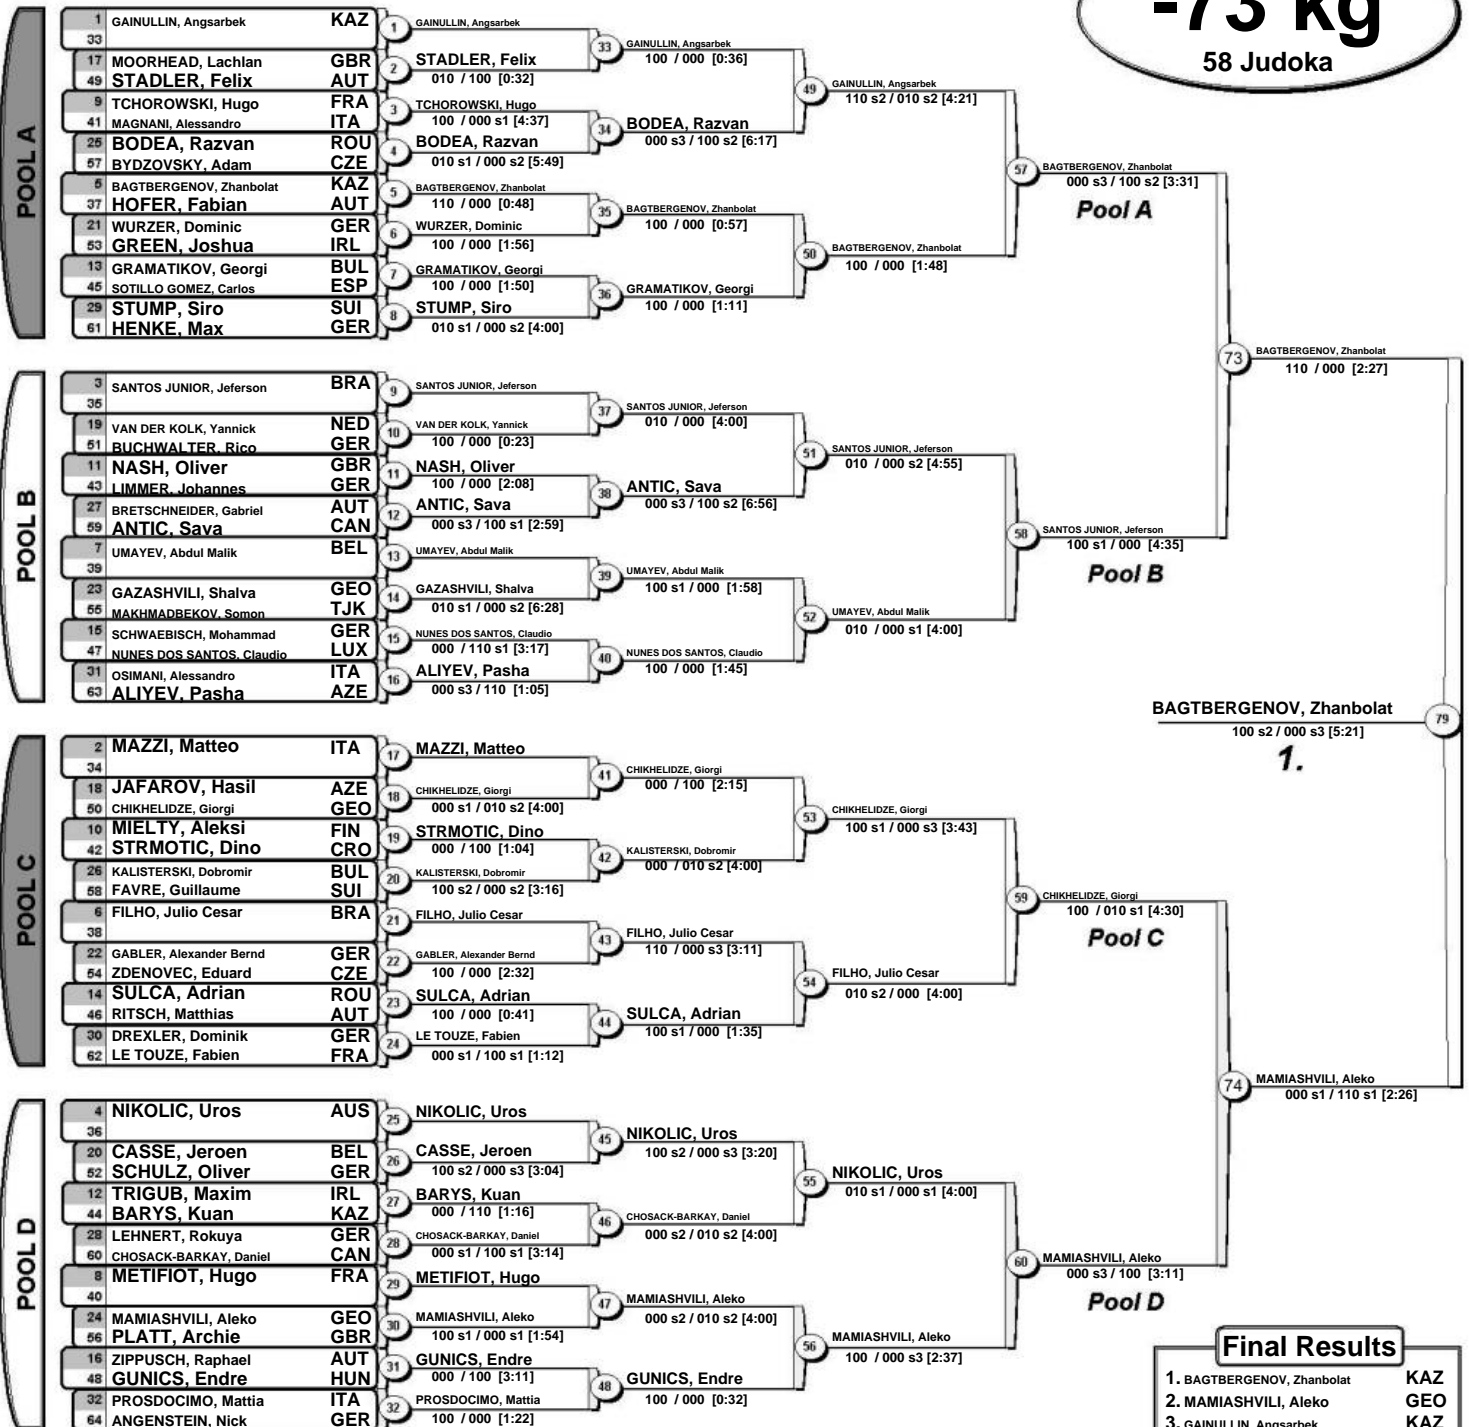 -73 kg
58 Judoka
POOL A
1 GAINULLIN, Angsarbek KAZ
33
17 MOORHEAD, Lachlan GBR
49 STADLER, Felix AUT
9 TCHOROWSKI, Hugo FRA
41 MAGNANI, Alessandro ITA
25 BODEA, Razvan ROU
57 BYDZOVSKY, Adam CZE
5 BAGTBERGENOV, Zhanbolat KAZ
37 HOFER, Fabian AUT
21 WURZER, Dominic GER
53 GREEN, Joshua IRL
13 GRAMATIKOV, Georgi BUL
45 SOTILLO GOMEZ, Carlos ESP
29 STUMP, Siro SUI
61 HENKE, Max GER
1 GAINULLIN, Angsarbek
2 STADLER, Felix
010 / 100 [0:32]
3 TCHOROWSKI, Hugo
100 / 000 s1 [4:37]
4 BODEA, Razvan
010 s1 / 000 s2 [5:49]
5 BAGTBERGENOV, Zhanbolat
110 / 000 [0:48]
6 WURZER, Dominic
100 / 000 [1:56]
7 GRAMATIKOV, Georgi
100 / 000 [1:50]
8 STUMP, Siro
010 s1 / 000 s2 [4:00]
33 GAINULLIN, Angsarbek
100 / 000 [0:36]
34 BODEA, Razvan
000 s3 / 100 s2 [6:17]
35 BAGTBERGENOV, Zhanbolat
100 / 000 [0:57]
36 GRAMATIKOV, Georgi
100 / 000 [1:11]
49 GAINULLIN, Angsarbek
110 s2 / 010 s2 [4:21]
50 BAGTBERGENOV, Zhanbolat
100 / 000 [1:48]
57 BAGTBERGENOV, Zhanbolat
000 s3 / 100 s2 [3:31]
Pool A
POOL B
3 SANTOS JUNIOR, Jeferson BRA
35
19 VAN DER KOLK, Yannick NED
51 BUCHWALTER, Rico GER
11 NASH, Oliver GBR
43 LIMMER, Johannes GER
27 BRETSCHNEIDER, Gabriel AUT
59 ANTIC, Sava CAN
7 UMAYEV, Abdul Malik BEL
39
23 GAZASHVILI, Shalva GEO
55 MAKHMADBEKOV, Somon TJK
15 SCHWAEBISCH, Mohammad GER
47 NUNES DOS SANTOS, Claudio LUX
31 OSIMANI, Alessandro ITA
63 ALIYEV, Pasha AZE
9 SANTOS JUNIOR, Jeferson
10 VAN DER KOLK, Yannick
100 / 000 [0:23]
11 NASH, Oliver
100 / 000 [2:08]
12 ANTIC, Sava
000 s3 / 100 s1 [2:59]
13 UMAYEV, Abdul Malik
14 GAZASHVILI, Shalva
010 s1 / 000 s2 [6:28]
15 NUNES DOS SANTOS, Claudio
000 / 110 s1 [3:17]
16 ALIYEV, Pasha
000 s3 / 110 [1:05]
37 SANTOS JUNIOR, Jeferson
010 / 000 [4:00]
38 ANTIC, Sava
000 s3 / 100 s2 [6:56]
39 UMAYEV, Abdul Malik
100 s1 / 000 [1:58]
40 NUNES DOS SANTOS, Claudio
100 / 000 [1:45]
51 SANTOS JUNIOR, Jeferson
010 / 000 s2 [4:55]
52 UMAYEV, Abdul Malik
010 / 000 s1 [4:00]
58 SANTOS JUNIOR, Jeferson
100 s1 / 000 [4:35]
Pool B
73 BAGTBERGENOV, Zhanbolat
110 / 000 [2:27]
BAGTBERGENOV, Zhanbolat 79
100 s2 / 000 s3 [5:21]
1.
POOL C
2 MAZZI, Matteo ITA
34
18 JAFAROV, Hasil AZE
50 CHIKHELIDZE, Giorgi GEO
10 MIELTY, Aleksi FIN
42 STRMOTIC, Dino CRO
26 KALISTERSKI, Dobromir BUL
58 FAVRE, Guillaume SUI
6 FILHO, Julio Cesar BRA
38
22 GABLER, Alexander Bernd GER
54 ZDENOVEC, Eduard CZE
14 SULCA, Adrian ROU
46 RITSCH, Matthias AUT
30 DREXLER, Dominik GER
62 LE TOUZE, Fabien FRA
17 MAZZI, Matteo
18 CHIKHELIDZE, Giorgi
000 s1 / 010 s2 [4:00]
19 STRMOTIC, Dino
000 / 100 [1:04]
20 KALISTERSKI, Dobromir
100 s2 / 000 s2 [3:16]
21 FILHO, Julio Cesar
22 GABLER, Alexander Bernd
100 / 000 [2:32]
23 SULCA, Adrian
100 / 000 [0:41]
24 LE TOUZE, Fabien
000 s1 / 100 s1 [1:12]
41 CHIKHELIDZE, Giorgi
000 / 100 [2:15]
42 KALISTERSKI, Dobromir
000 / 010 s2 [4:00]
43 FILHO, Julio Cesar
110 / 000 s3 [3:11]
44 SULCA, Adrian
100 s1 / 000 [1:35]
53 CHIKHELIDZE, Giorgi
100 s1 / 000 s3 [3:43]
54 FILHO, Julio Cesar
010 s2 / 000 [4:00]
59 CHIKHELIDZE, Giorgi
100 / 010 s1 [4:30]
Pool C
74 MAMIASHVILI, Aleko
000 s1 / 110 s1 [2:26]
POOL D
4 NIKOLIC, Uros AUS
36
20 CASSE, Jeroen BEL
52 SCHULZ, Oliver GER
12 TRIGUB, Maxim IRL
44 BARYS, Kuan KAZ
28 LEHNERT, Rokuya GER
60 CHOSACK-BARKAY, Daniel CAN
8 METIFIOT, Hugo FRA
40
24 MAMIASHVILI, Aleko GEO
56 PLATT, Archie GBR
16 ZIPPUSCH, Raphael AUT
48 GUNICS, Endre HUN
32 PROSDOCIMO, Mattia ITA
64 ANGENSTEIN, Nick GER
25 NIKOLIC, Uros
26 CASSE, Jeroen
100 s2 / 000 s3 [3:04]
27 BARYS, Kuan
000 / 110 [1:16]
28 CHOSACK-BARKAY, Daniel
000 s1 / 100 s1 [3:14]
29 METIFIOT, Hugo
30 MAMIASHVILI, Aleko
100 s1 / 000 s1 [1:54]
31 GUNICS, Endre
000 / 100 [3:11]
32 PROSDOCIMO, Mattia
100 / 000 [1:22]
45 NIKOLIC, Uros
100 s2 / 000 s3 [3:20]
46 CHOSACK-BARKAY, Daniel
000 s2 / 010 s2 [4:00]
47 MAMIASHVILI, Aleko
000 s2 / 010 s2 [4:00]
48 GUNICS, Endre
100 / 000 [0:32]
55 NIKOLIC, Uros
010 s1 / 000 s1 [4:00]
56 MAMIASHVILI, Aleko
100 / 000 s3 [2:37]
60 MAMIASHVILI, Aleko
000 s3 / 100 [3:11]
Pool D
Final Results
1. BAGTBERGENOV, Zhanbolat KAZ
2. MAMIASHVILI, Aleko GEO
3. GAINULLIN, Angsarbek KAZ